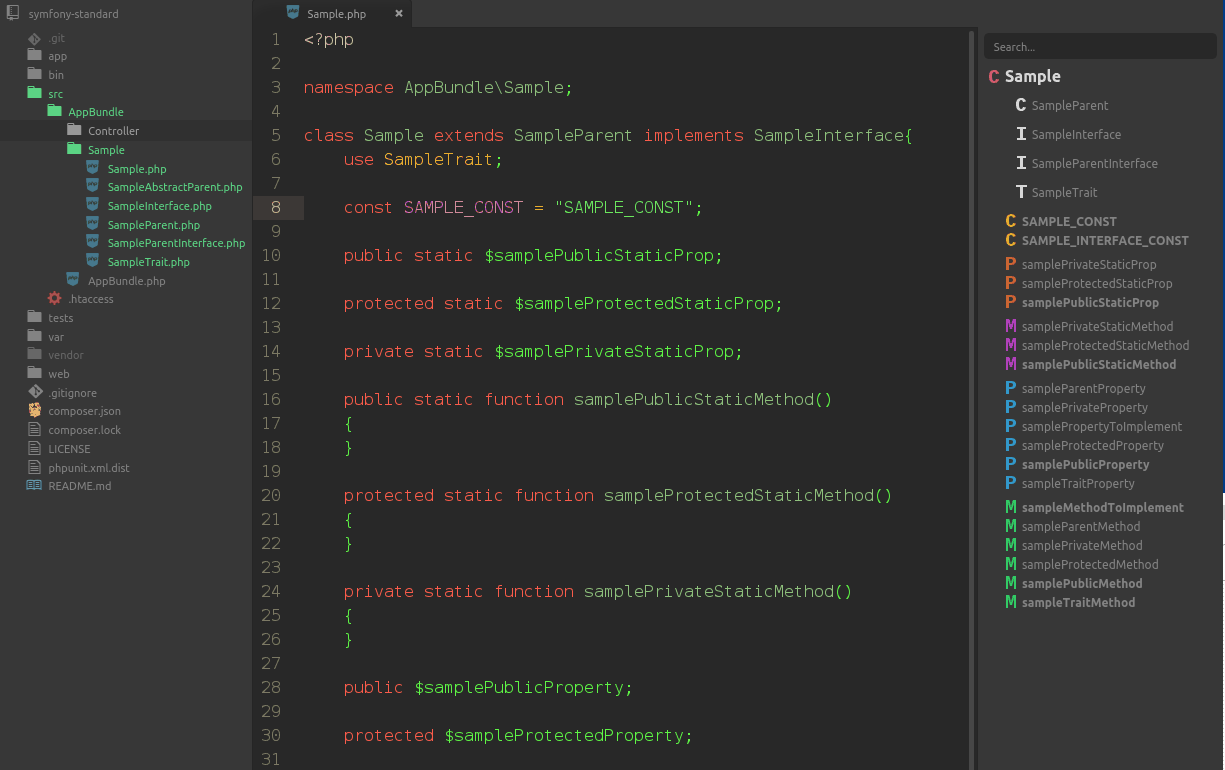 symfony-standard
.git
app
bin
src
AppBundle
Controller
Sample
Sample.php
SampleAbstractParent.php
SampleInterface.php
SampleParent.php
SampleParentInterface.php
SampleTrait.php
AppBundle.php
.htaccess
tests
var
vendor
web
.gitignore
composer.json
composer.lock
LICENSE
phpunit.xml.dist
README.md
Sample.php ×
1 <?php
2
3 namespace AppBundle\Sample;
4
5 class Sample extends SampleParent implements SampleInterface{
6 use SampleTrait;
7
8 const SAMPLE_CONST = "SAMPLE_CONST";
9
10 public static $samplePublicStaticProp;
11
12 protected static $sampleProtectedStaticProp;
13
14 private static $samplePrivateStaticProp;
15
16 public static function samplePublicStaticMethod()
17 {
18 }
19
20 protected static function sampleProtectedStaticMethod()
21 {
22 }
23
24 private static function samplePrivateStaticMethod()
25 {
26 }
27
28 public $samplePublicProperty;
29
30 protected $sampleProtectedProperty;
31
Search...
C Sample
C SampleParent
I SampleInterface
I SampleParentInterface
T SampleTrait
C SAMPLE_CONST
C SAMPLE_INTERFACE_CONST
P samplePrivateStaticProp
P sampleProtectedStaticProp
P samplePublicStaticProp
M samplePrivateStaticMethod
M sampleProtectedStaticMethod
M samplePublicStaticMethod
P sampleParentProperty
P samplePrivateProperty
P samplePropertyToImplement
P sampleProtectedProperty
P samplePublicProperty
P sampleTraitProperty
M sampleMethodToImplement
M sampleParentMethod
M samplePrivateMethod
M sampleProtectedMethod
M samplePublicMethod
M sampleTraitMethod